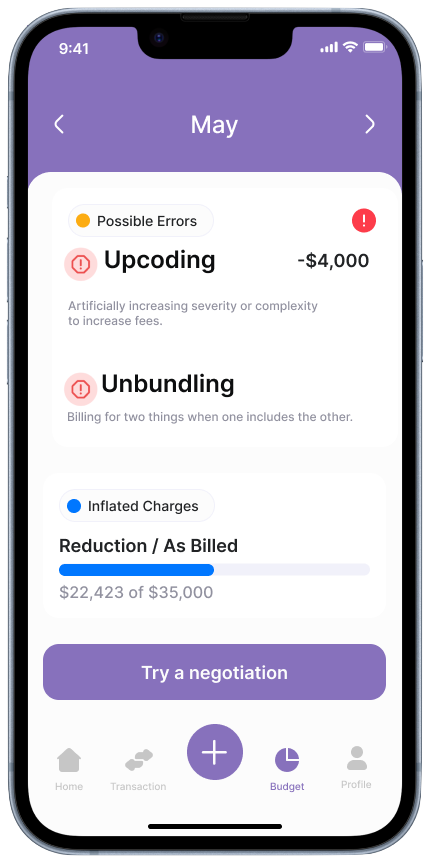 9:41
May
Possible Errors
Upcoding -$4,000
Artificially increasing severity or complexity
to increase fees.
Unbundling
Billing for two things when one includes the other.
Inflated Charges
Reduction / As Billed
$22,423 of $35,000
Try a negotiation
Home Transaction Budget Profile